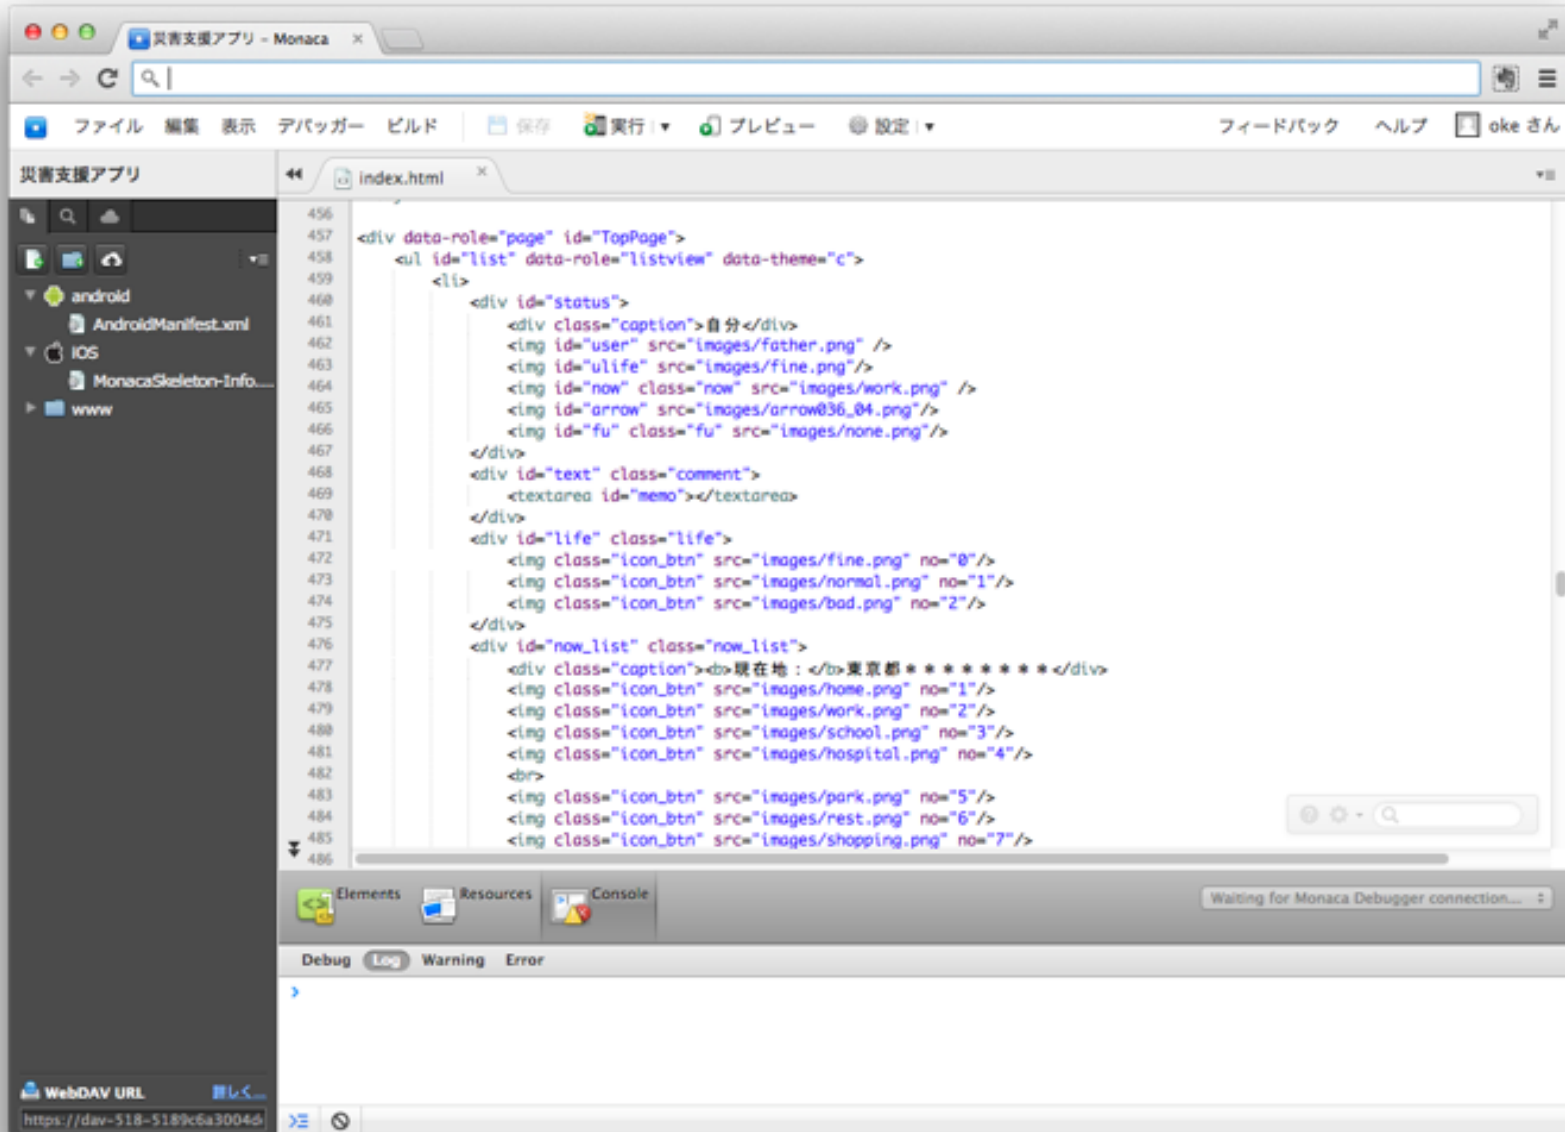 災害支援アプリ - Monaca
ファイル 編集 表示 デバッガー ビルド 保存 実行 プレビュー 設定 フィードバック ヘルプ oke さん
災害支援アプリ
index.html
android
AndroidManifest.xml
iOS
MonacaSkeleton-Info....
www
456
457 <div data-role="page" id="TopPage">
458 <ul id="list" data-role="listview" data-theme="c">
459 <li>
460 <div id="status">
461 <div class="caption">自分</div>
462 <img id="user" src="images/father.png" />
463 <img id="ulife" src="images/fine.png"/>
464 <img id="now" class="now" src="images/work.png" />
465 <img id="arrow" src="images/arrow036_04.png"/>
466 <img id="fu" class="fu" src="images/none.png"/>
467 </div>
468 <div id="text" class="comment">
469 <textarea id="memo"></textarea>
470 </div>
471 <div id="life" class="life">
472 <img class="icon_btn" src="images/fine.png" no="0"/>
473 <img class="icon_btn" src="images/normal.png" no="1"/>
474 <img class="icon_btn" src="images/bad.png" no="2"/>
475 </div>
476 <div id="now_list" class="now_list">
477 <div class="caption"><b>現在地：</b>東京都＊＊＊＊＊＊＊＊</div>
478 <img class="icon_btn" src="images/home.png" no="1"/>
479 <img class="icon_btn" src="images/work.png" no="2"/>
480 <img class="icon_btn" src="images/school.png" no="3"/>
481 <img class="icon_btn" src="images/hospital.png" no="4"/>
482 <br>
483 <img class="icon_btn" src="images/park.png" no="5"/>
484 <img class="icon_btn" src="images/rest.png" no="6"/>
485 <img class="icon_btn" src="images/shopping.png" no="7"/>
486
Elements Resources Console Waiting for Monaca Debugger connection...
Debug Log Warning Error
WebDAV URL 詳しく...
https://dav-518-5189c6a3004d